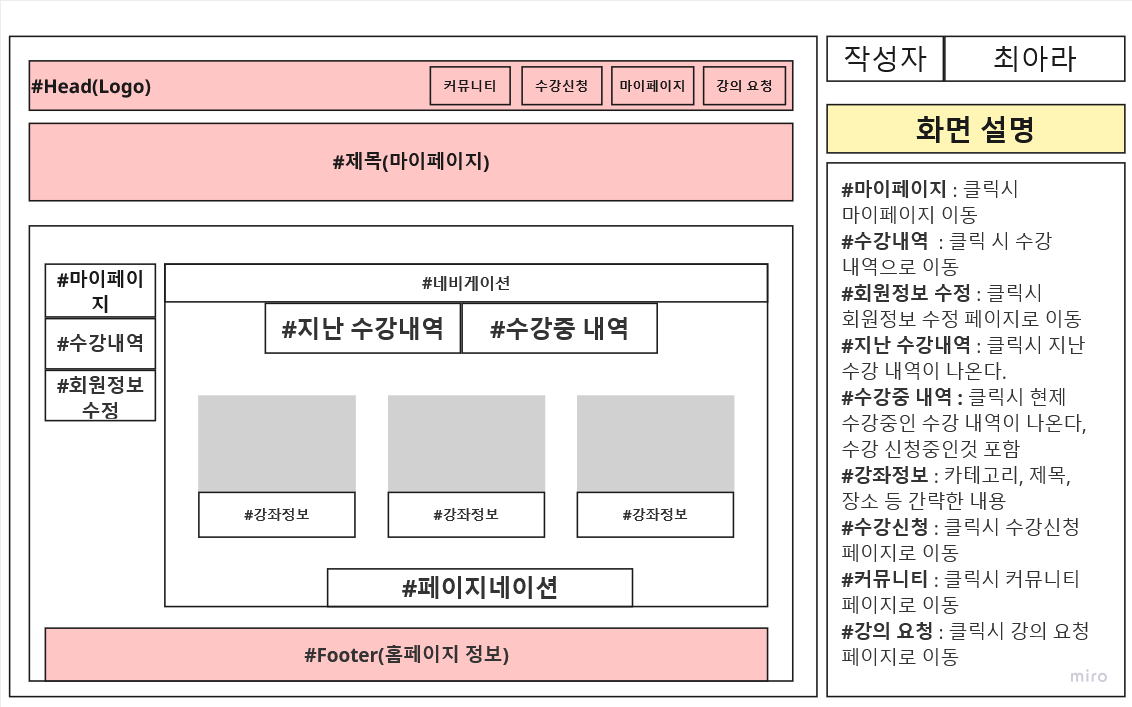 #Head(Logo)
커뮤니티
수강신청
마이페이지
강의 요청
#제목(마이페이지)
#마이페이
지
#수강내역
#회원정보
수정
#네비게이션
#지난 수강내역
#수강중 내역
#강좌정보
#강좌정보
#강좌정보
#페이지네이션
#Footer(홈페이지 정보)
작성자
최아라
화면 설명
#마이페이지 : 클릭시
마이페이지 이동
#수강내역 : 클릭 시 수강
내역으로 이동
#회원정보 수정 : 클릭시
회원정보 수정 페이지로 이동
#지난 수강내역 : 클릭시 지난
수강 내역이 나온다.
#수강중 내역 : 클릭시 현제
수강중인 수강 내역이 나온다,
수강 신청중인것 포함
#강좌정보 : 카테고리, 제목,
장소 등 간략한 내용
#수강신청 : 클릭시 수강신청
페이지로 이동
#커뮤니티 : 클릭시 커뮤니티
페이지로 이동
#강의 요청 : 클릭시 강의 요청
페이지로 이동
miro